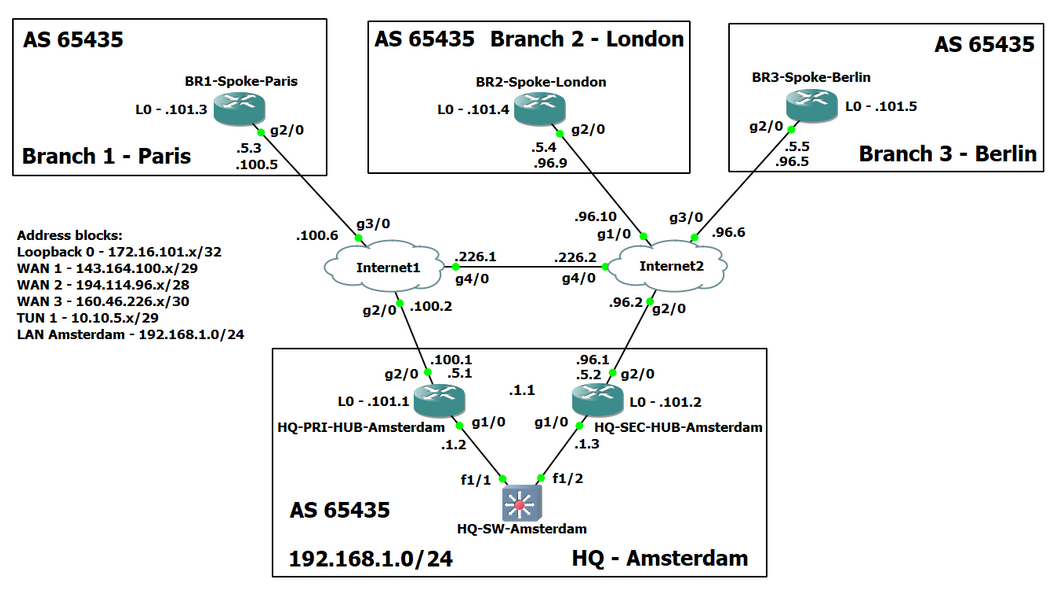 AS 65435
BR1-Spoke-Paris
L0 - .101.3
g2/0
.5.3
.100.5
Branch 1 - Paris
AS 65435 Branch 2 - London
BR2-Spoke-London
L0 - .101.4
g2/0
.5.4
.96.9
AS 65435
BR3-Spoke-Berlin
L0 - .101.5
g2/0
.5.5
.96.5
Branch 3 - Berlin
Address blocks:
Loopback 0 - 172.16.101.x/32
WAN 1 - 143.164.100.x/29
WAN 2 - 194.114.96.x/28
WAN 3 - 160.46.226.x/30
TUN 1 - 10.10.5.x/29
LAN Amsterdam - 192.168.1.0/24
g3/0
.100.6
Internet1
.226.1
g4/0
g2/0
.100.2
.96.10
g1/0
g3/0
.96.6
.226.2
g4/0
Internet2
.96.2
g2/0
.100.1
g2/0
.5.1
L0 - .101.1
HQ-PRI-HUB-Amsterdam
g1/0
.1.2
.1.1
.96.1
.5.2
g2/0
L0 - .101.2
g1/0
HQ-SEC-HUB-Amsterdam
.1.3
f1/1
f1/2
HQ-SW-Amsterdam
AS 65435
192.168.1.0/24
HQ - Amsterdam